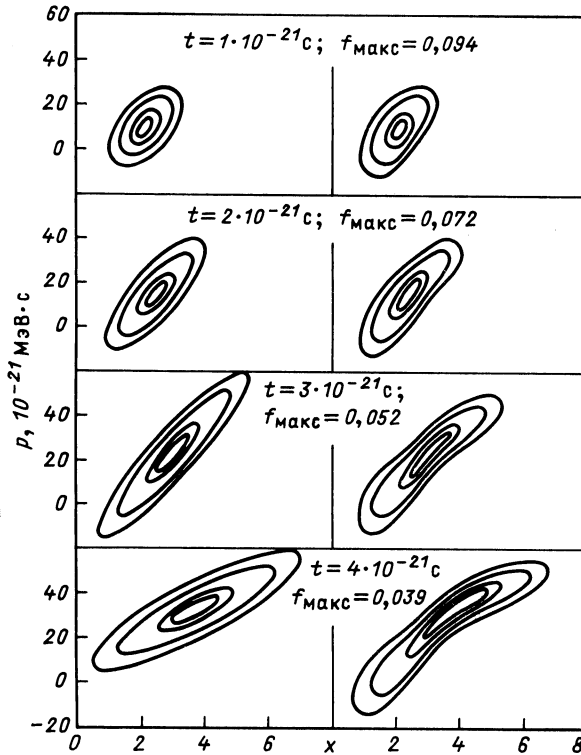 60
t=1·10⁻²¹c; fмакс=0,094
40
20
0
t=2·10⁻²¹c; fмакс=0,072
40
20
0
p, 10⁻²¹ МэВ·с
t=3·10⁻²¹c;
fмакс=0,052
40
20
0
t=4·10⁻²¹c
fмакс=0,039
40
20
0
-20
0 2 4 6 x 2 4 6 8